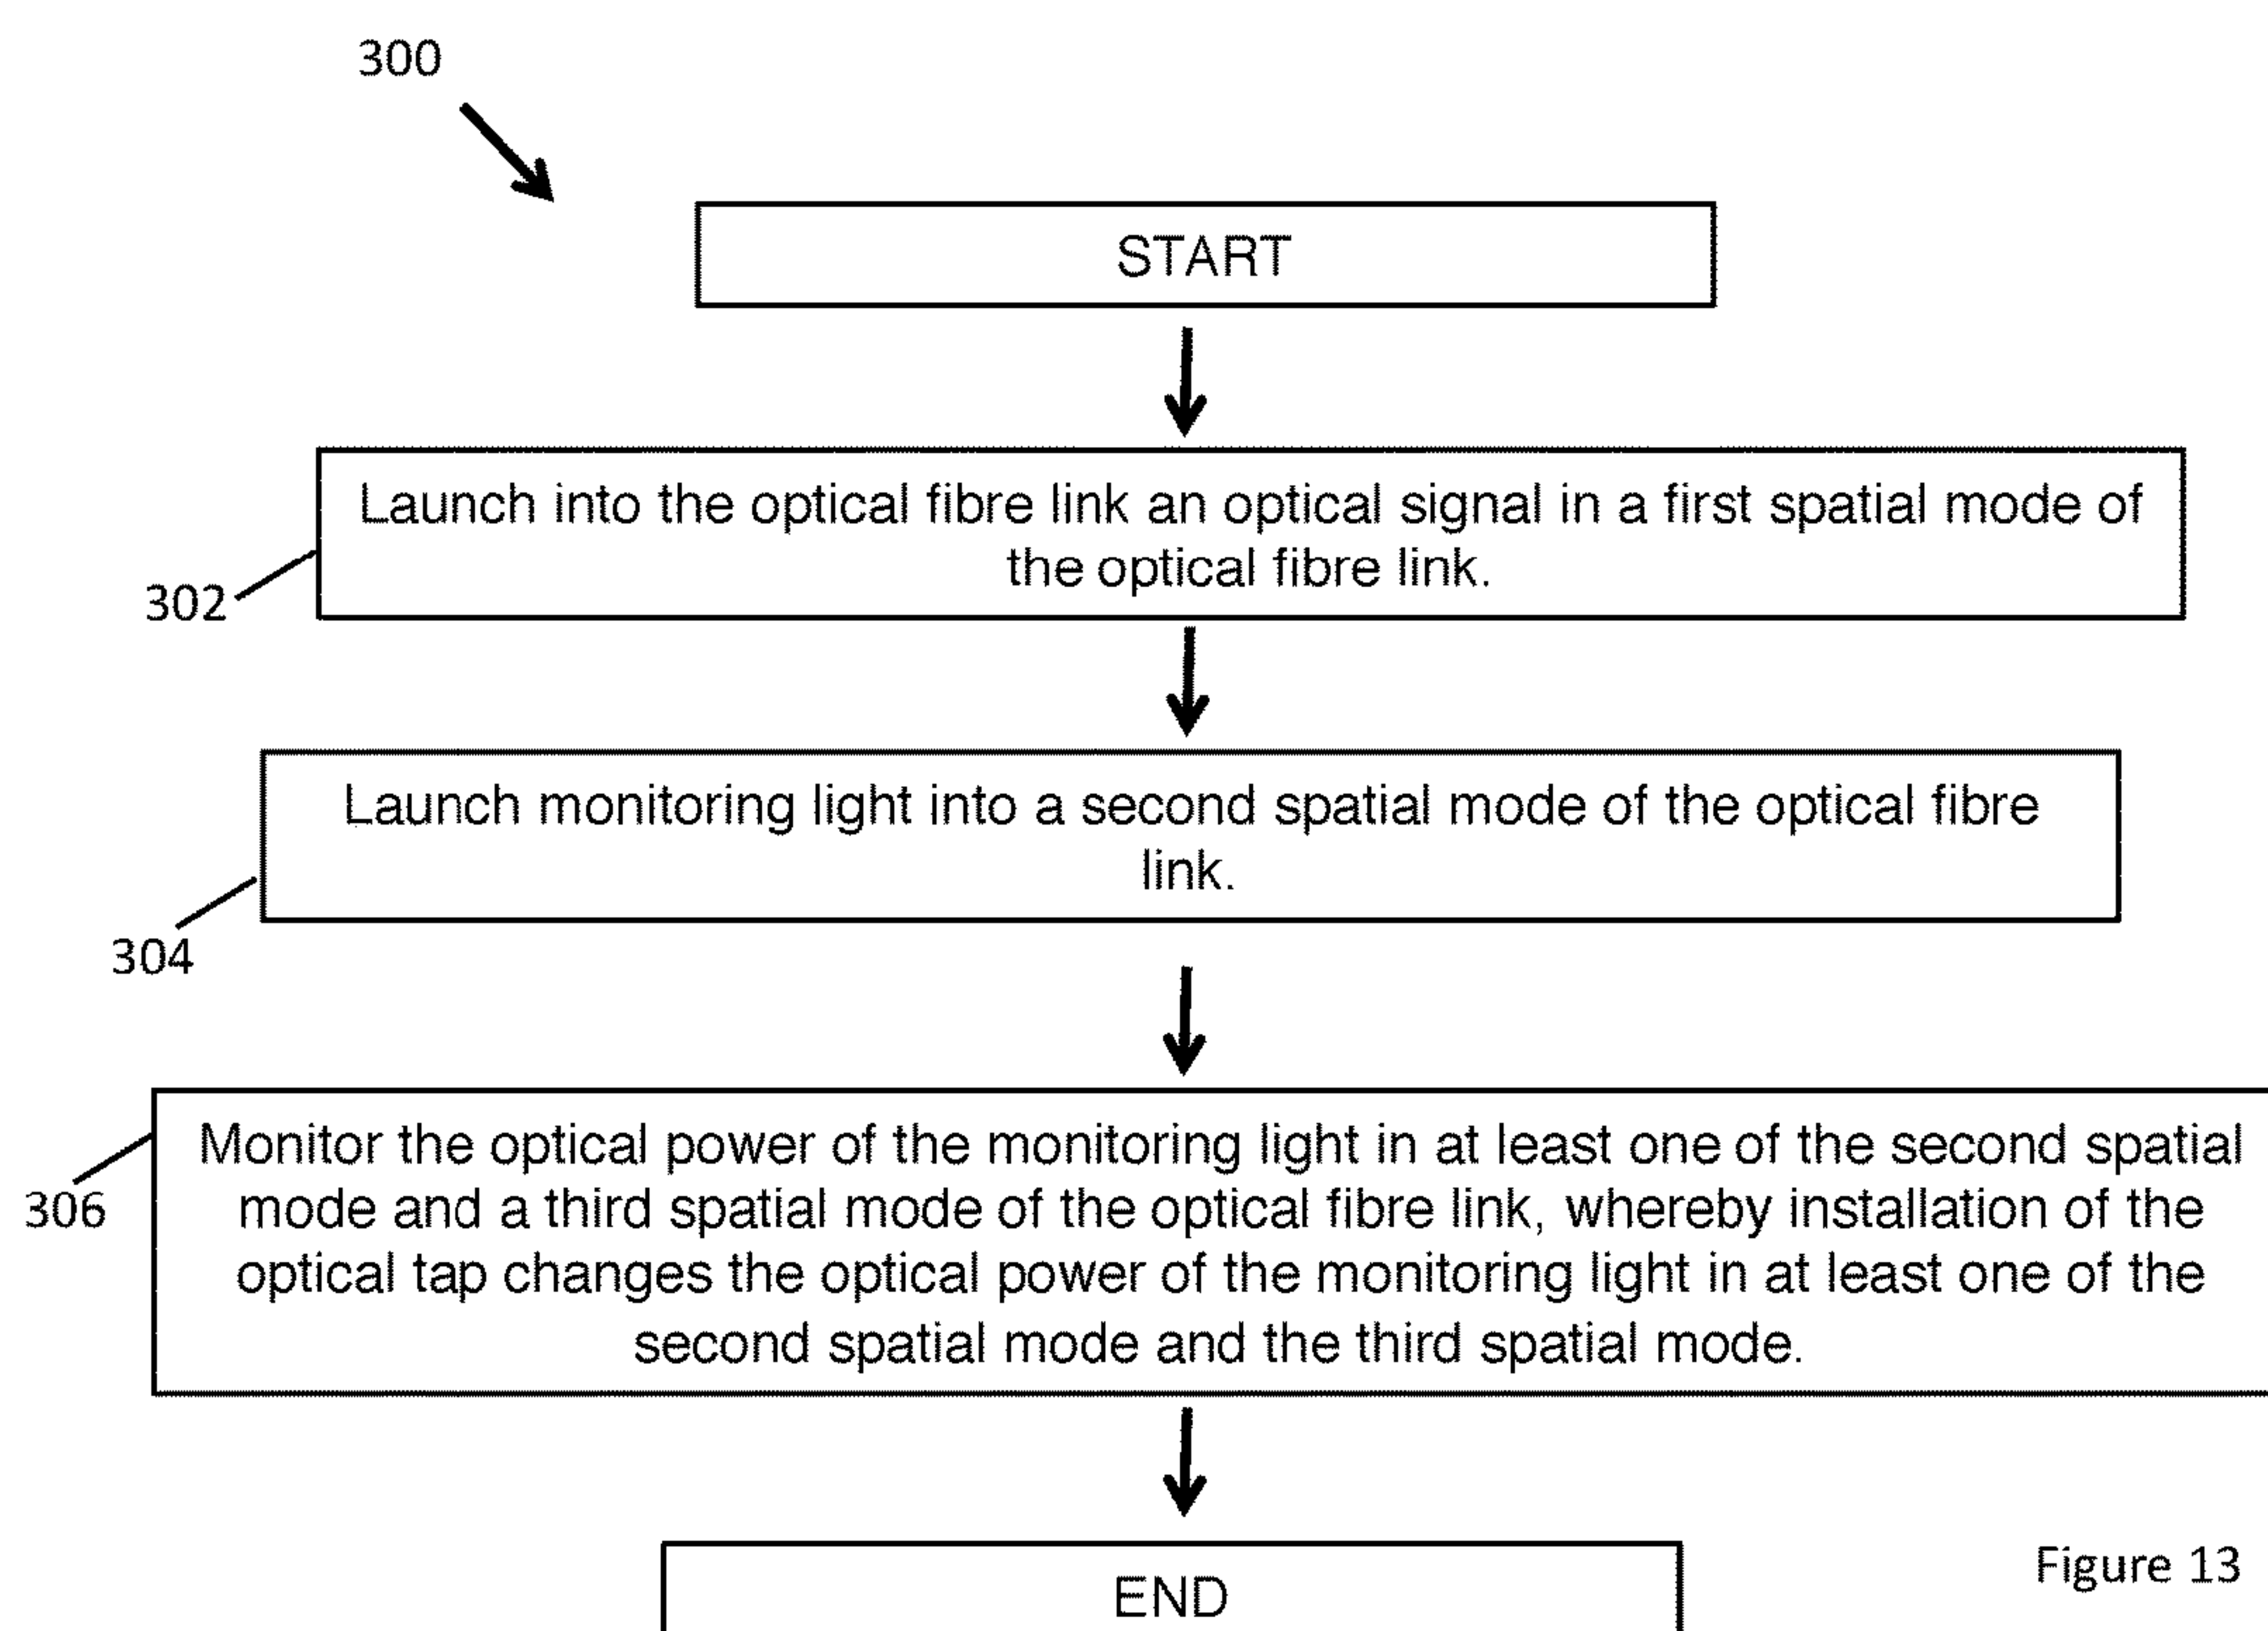 300
START
Launch into the optical fibre link an optical signal in a first spatial mode of
the optical fibre link.
302
Launch monitoring light into a second spatial mode of the optical fibre
link.
304
Monitor the optical power of the monitoring light in at least one of the second spatial
mode and a third spatial mode of the optical fibre link, whereby installation of the
optical tap changes the optical power of the monitoring light in at least one of the
second spatial mode and the third spatial mode.
306
END
Figure 13